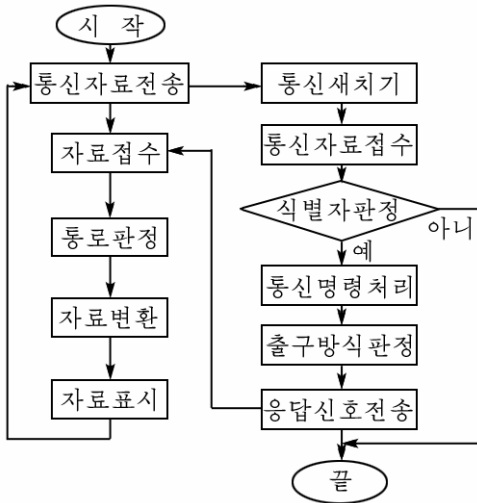 시 작
통신자료전송
자료접수
통로판정
자료변환
자료표시
통신새치기
통신자료접수
식별자판정
아니
예
통신명령처리
출구방식판정
응답신호전송
끝